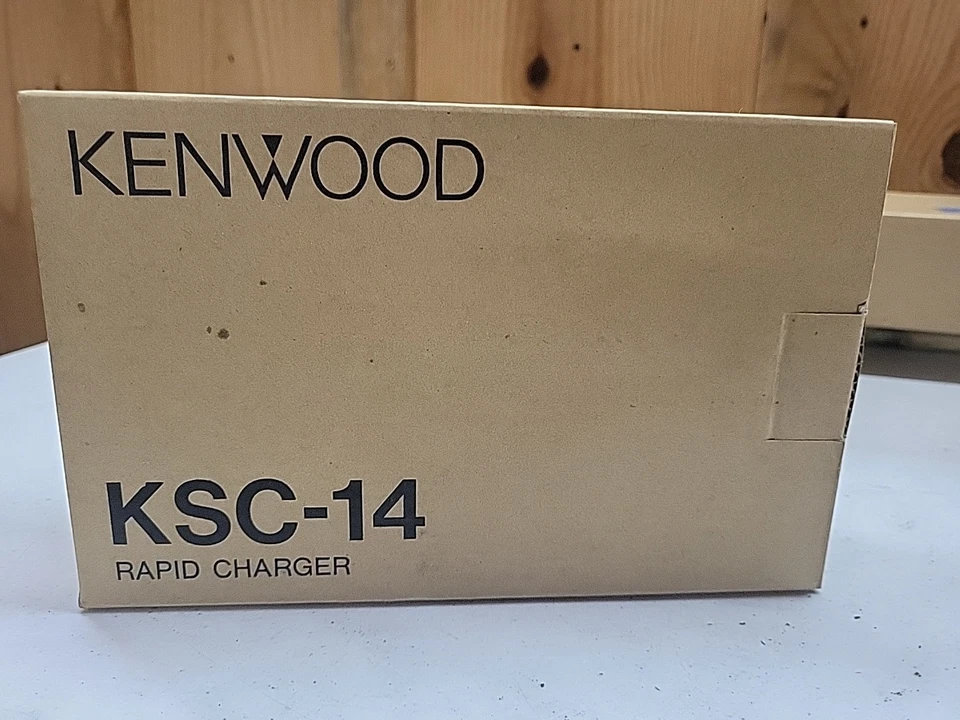 KENWOOD
KSC-14
RAPID CHARGER